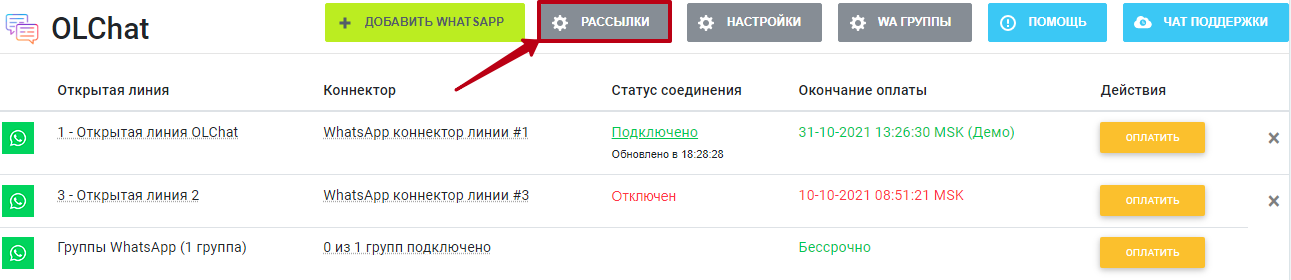 OLChat
ДОБАВИТЬ WHATSAPP
РАССЫЛКИ
НАСТРОЙКИ
WA ГРУППЫ
ПОМОЩЬ
ЧАТ ПОДДЕРЖКИ
Открытая линия
Коннектор
Статус соединения
Окончание оплаты
Действия
1 - Открытая линия OLChat
WhatsApp коннектор линии #1
Подключено
Обновлено в 18:28:28
31-10-2021 13:26:30 MSK (Демо)
ОПЛАТИТЬ
3 - Открытая линия 2
WhatsApp коннектор линии #3
Отключен
10-10-2021 08:51:21 MSK
ОПЛАТИТЬ
Группы WhatsApp (1 группа)
0 из 1 групп подключено
Бессрочно
ОПЛАТИТЬ